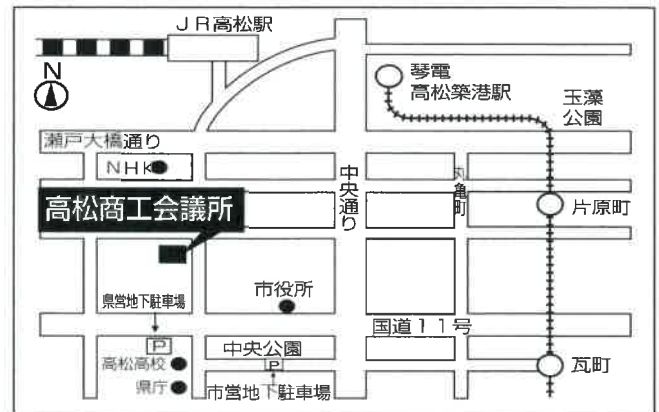 JR高松駅
N
琴電
高松築港駅
玉藻
公園
瀬戸大橋通り
NHK
中央通り
丸亀町
高松商工会議所
片原町
県営地下駐車場
市役所
国道11号
P
中央公園
P
高松高校
瓦町
県庁
市営地下駐車場